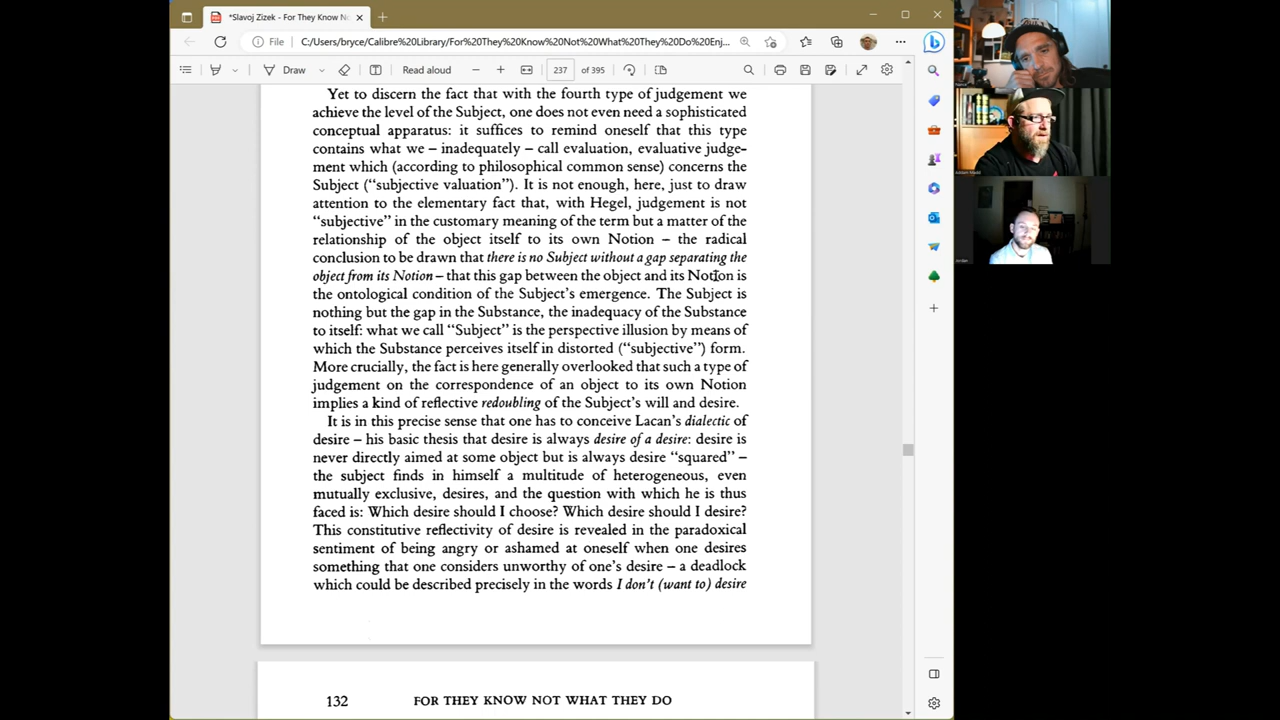 *Slavoj Zizek - For They Know No
File
C:/Users/bryce/Calibre%20Library/For%20They%20Know%20Not%20What%20They%20Do%20Enj...
Draw
Read aloud
237
of 395
Yet to discern the fact that with the fourth type of judgement we
achieve the level of the Subject, one does not even need a sophisticated
conceptual apparatus: it suffices to remind oneself that this type
contains what we – inadequately – call evaluation, evaluative judge-
ment which (according to philosophical common sense) concerns the
Subject (“subjective valuation”). It is not enough, here, just to draw
attention to the elementary fact that, with Hegel, judgement is not
“subjective” in the customary meaning of the term but a matter of the
relationship of the object itself to its own Notion – the radical
conclusion to be drawn that there is no Subject without a gap separating the
object from its Notion – that this gap between the object and its Notion is
the ontological condition of the Subject’s emergence. The Subject is
nothing but the gap in the Substance, the inadequacy of the Substance
to itself: what we call “Subject” is the perspective illusion by means of
which the Substance perceives itself in distorted (“subjective”) form.
More crucially, the fact is here generally overlooked that such a type of
judgement on the correspondence of an object to its own Notion
implies a kind of reflective redoubling of the Subject’s will and desire.
It is in this precise sense that one has to conceive Lacan’s dialectic of
desire – his basic thesis that desire is always desire of a desire: desire is
never directly aimed at some object but is always desire “squared” –
the subject finds in himself a multitude of heterogeneous, even
mutually exclusive, desires, and the question with which he is thus
faced is: Which desire should I choose? Which desire should I desire?
This constitutive reflectivity of desire is revealed in the paradoxical
sentiment of being angry or ashamed at oneself when one desires
something that one considers unworthy of one’s desire – a deadlock
which could be described precisely in the words I don’t (want to) desire
132
FOR THEY KNOW NOT WHAT THEY DO